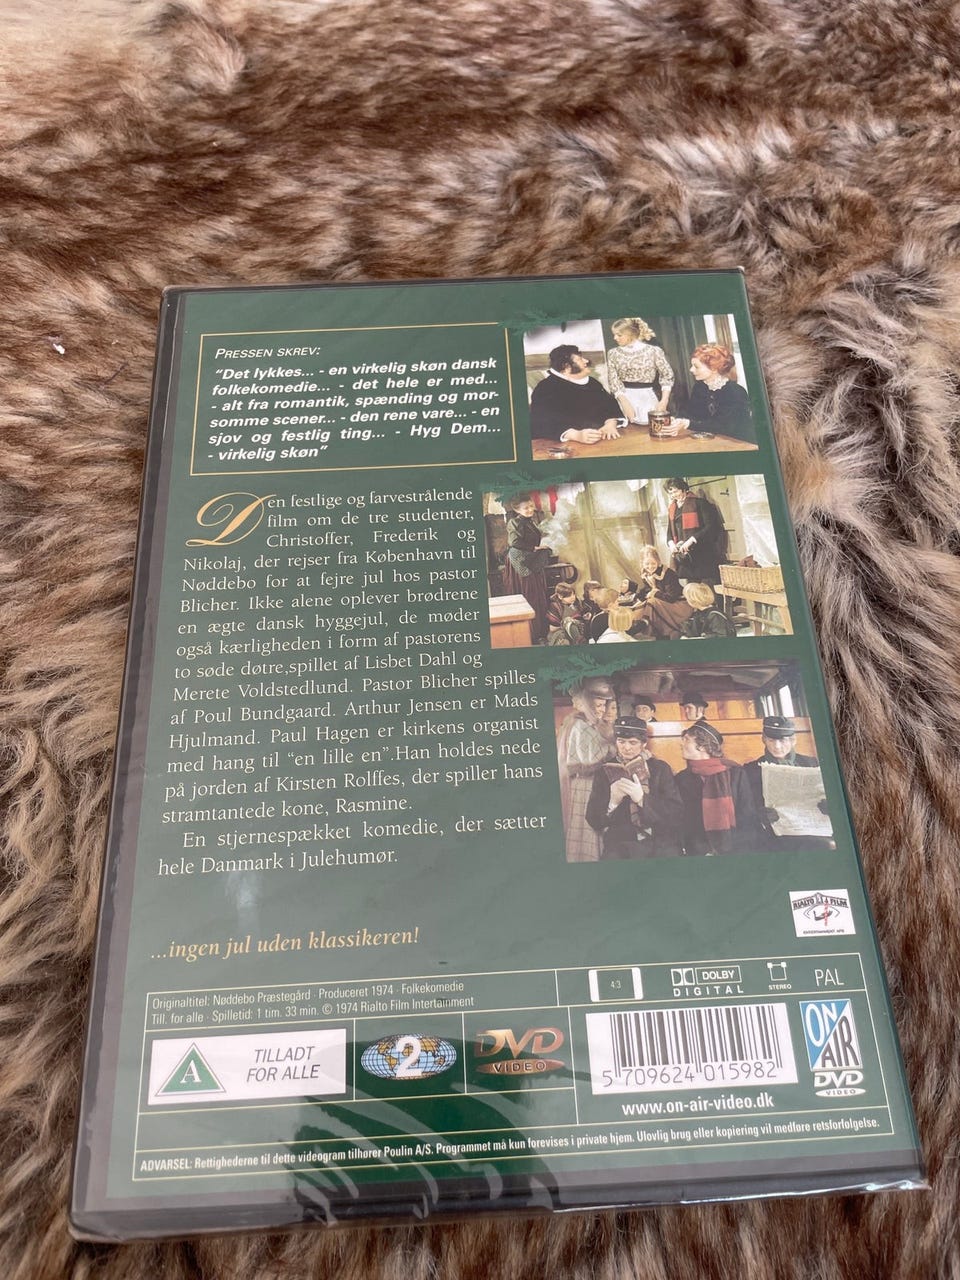 PRESSEN SKREV:
"Det lykkes... - en virkelig skøn dansk
folkekomedie... - det hele er med...
- alt fra romantik, spænding og mor-
somme scener... - den rene vare... - en
sjov og festlig ting... - Hyg Dem...
- virkelig skøn"
Den festlige og farvestrålende
film om de tre studenter,
Christoffer, Frederik og
Nikolaj, der rejser fra København til
Nøddebo for at fejre jul hos pastor
Blicher. Ikke alene oplever brødrene
en ægte dansk hyggejul, de møder
også kærligheden i form af pastorens
to søde døtre,spillet af Lisbet Dahl og
Merete Voldstedlund. Pastor Blicher spilles
af Poul Bundgaard. Arthur Jensen er Mads
Hjulmand. Paul Hagen er kirkens organist
med hang til "en lille en".Han holdes nede
på jorden af Kirsten Rolffes, der spiller hans
stramtantede kone, Rasmine.
En stjernespækket komedie, der sætter
hele Danmark i Julehumør.
...ingen jul uden klassikeren!
RIALTO FILM
ENTERTAINMENT APS
Originaltitel: Nøddebo Præstegård · Produceret 1974 · Folkekomedie
Till. for alle · Spilletid: 1 tim. 33 min. © 1974 Rialto Film Intertainment
4:3
DOLBY
DIGITAL
STEREO
PAL
A
TILLADT
FOR ALLE
2
DVD
VIDEO
5 709624 015982
www.on-air-video.dk
ON
AIR
DVD
VIDEO
ADVARSEL: Rettighederne til dette videogram tilhører Poulin A/S. Programmet må kun forevises i private hjem. Ulovlig brug eller kopiering vil medføre retsforfølgelse.